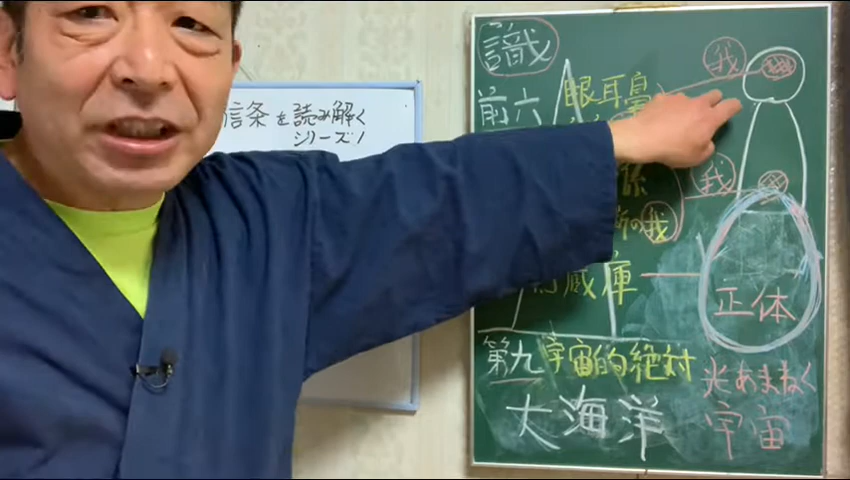 信条を読み解く
シリーズ!
識
前六 眼耳鼻
我
係
我
の我
蔵庫
正体
第九 宇宙的絶対
大海洋
光あまねく
宇宙